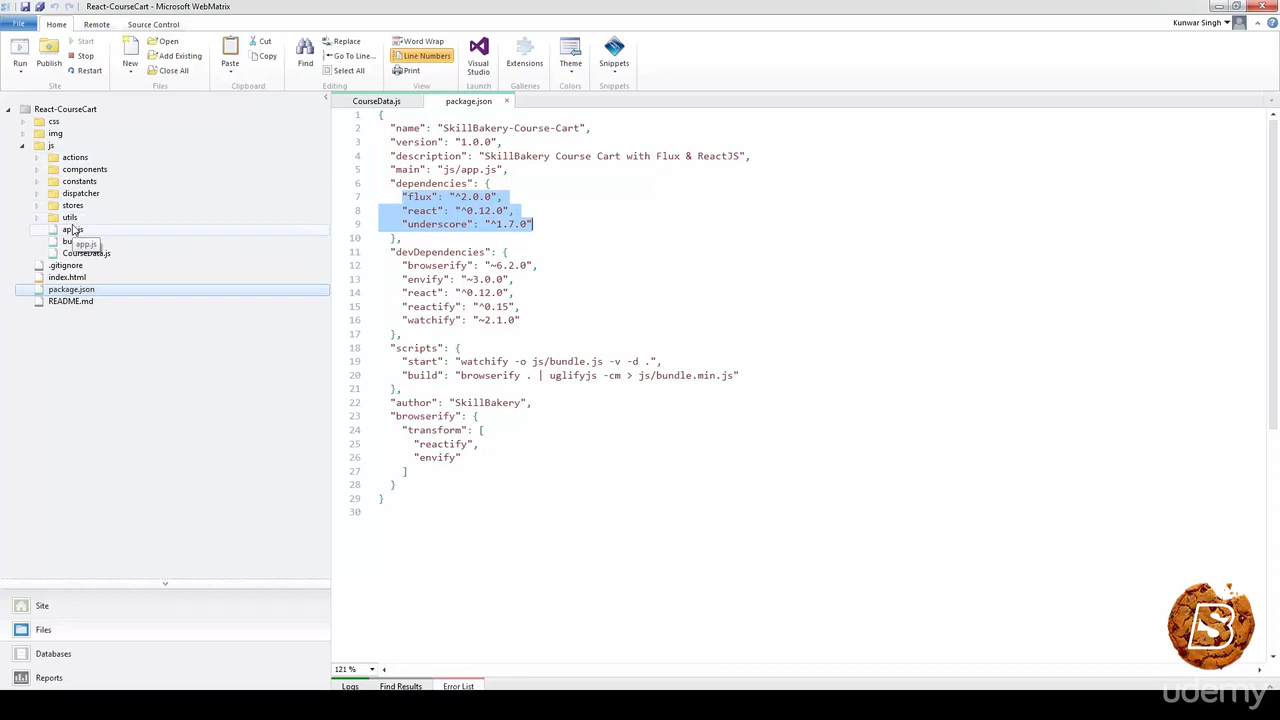 React-CourseCart - Microsoft WebMatrix
File
Home
Remote
Source Control
Kunwar Singh
Run
Publish
Start
Stop
Restart
Site
New
Open
Add Existing
Close All
Files
Paste
Cut
Copy
Clipboard
Find
Replace
Go To Line...
Select All
Editing
Word Wrap
Line Numbers
Print
View
Visual
Studio
Launch
Extensions
Galleries
Theme
Colors
Snippets
Snippets
React-CourseCart
css
img
js
actions
components
constants
dispatcher
stores
utils
app.js
bu
app.js
CourseData.js
.gitignore
index.html
package.json
README.md
Site
Files
Databases
Reports
CourseData.js
package.json
1 {
2 "name": "SkillBakery-Course-Cart",
3 "version": "1.0.0",
4 "description": "SkillBakery Course Cart with Flux & ReactJS",
5 "main": "js/app.js",
6 "dependencies": {
7 "flux": "^2.0.0",
8 "react": "^0.12.0",
9 "underscore": "^1.7.0"
10 },
11 "devDependencies": {
12 "browserify": "~6.2.0",
13 "envify": "~3.0.0",
14 "react": "^0.12.0",
15 "reactify": "^0.15",
16 "watchify": "~2.1.0"
17 },
18 "scripts": {
19 "start": "watchify -o js/bundle.js -v -d .",
20 "build": "browserify . | uglifyjs -cm > js/bundle.min.js"
21 },
22 "author": "SkillBakery",
23 "browserify": {
24 "transform": [
25 "reactify",
26 "envify"
27 ]
28 }
29 }
30
121 %
Logs
Find Results
Error List
udemy